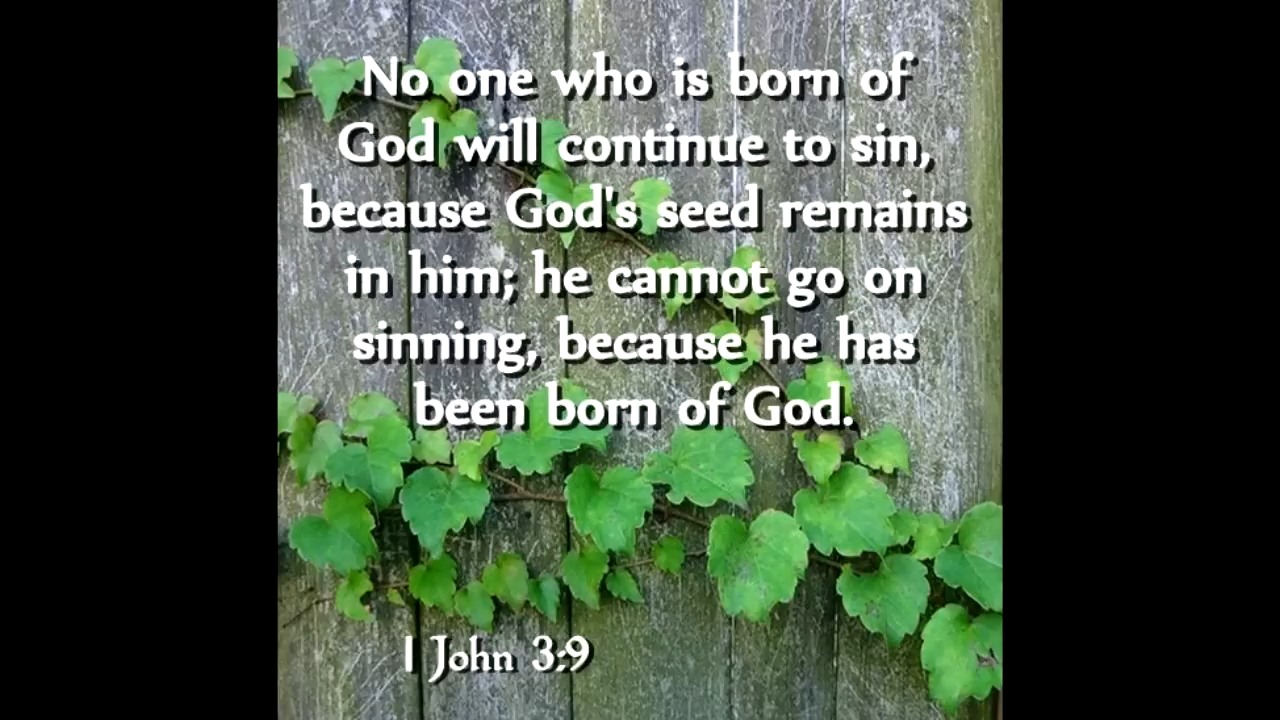 No one who is born of
God will continue to sin,
because God's seed remains
in him; he cannot go on
sinning, because he has
been born of God.
I John 3:9